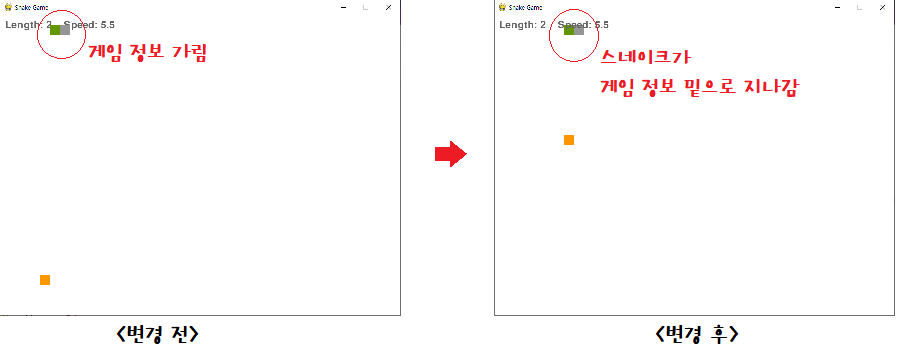 Snake Game
Length: 2 Speed: 5.5
게임 정보 가림
<변경 전>
Snake Game
Length: 2 Speed: 5.5
스네이크가
게임 정보 밑으로 지나감
<변경 후>